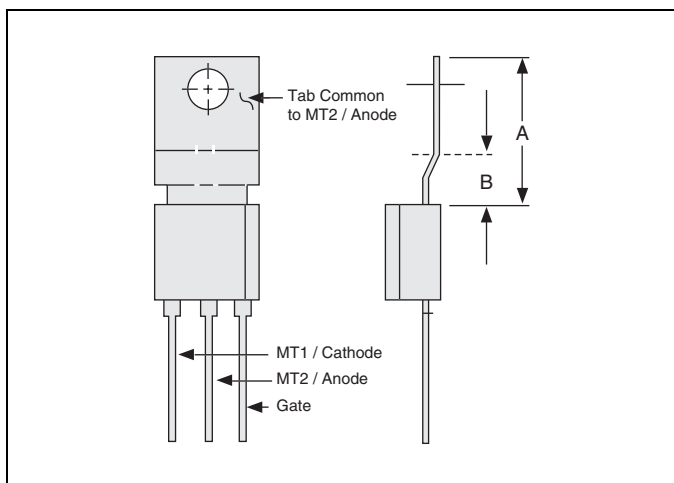 Tab Common
to MT2 / Anode
A
B
MT1 / Cathode
MT2 / Anode
Gate